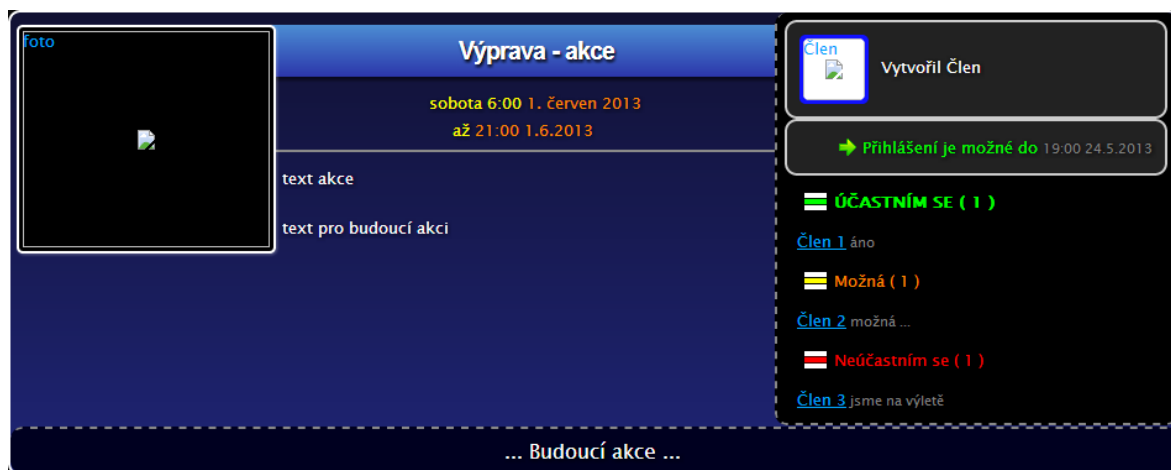 foto
Výprava - akce
sobota 6:00 1. červen 2013
až 21:00 1.6.2013
text akce
text pro budoucí akci
Člen
Vytvořil Člen
Přihlášení je možné do 19:00 24.5.2013
ÚČASTNÍM SE ( 1 )
Člen 1 áno
Možná ( 1 )
Člen 2 možná ...
Neúčastním se ( 1 )
Člen 3 jsme na výletě
... Budoucí akce ...